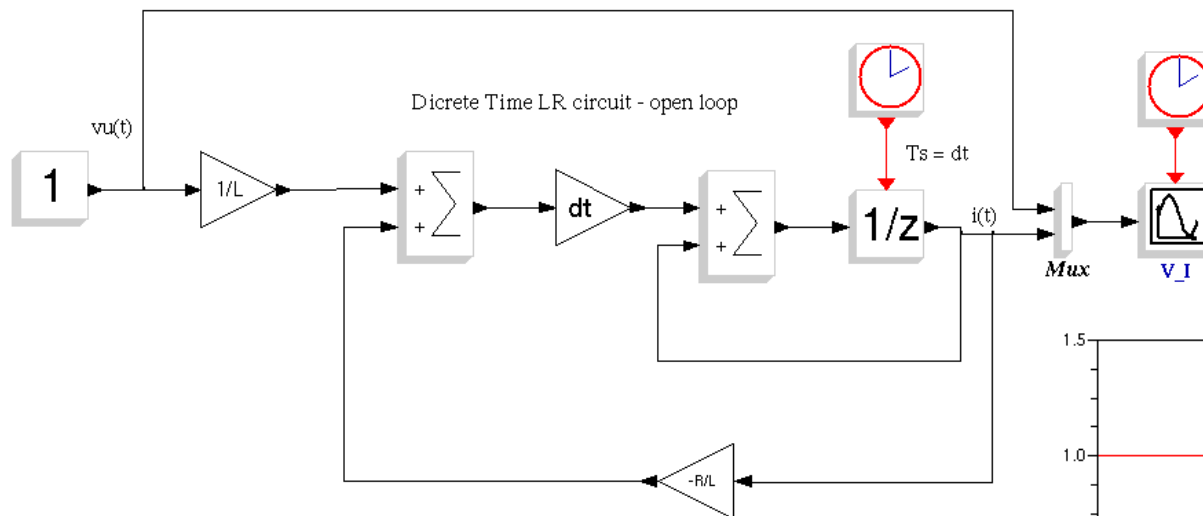 Dicrete Time LR circuit - open loop
vu(t)
Ts = dt
1
1/L
+
+
dt
+
+
1/z
i(t)
Mux
V_I
-R/L
1.5
1.0